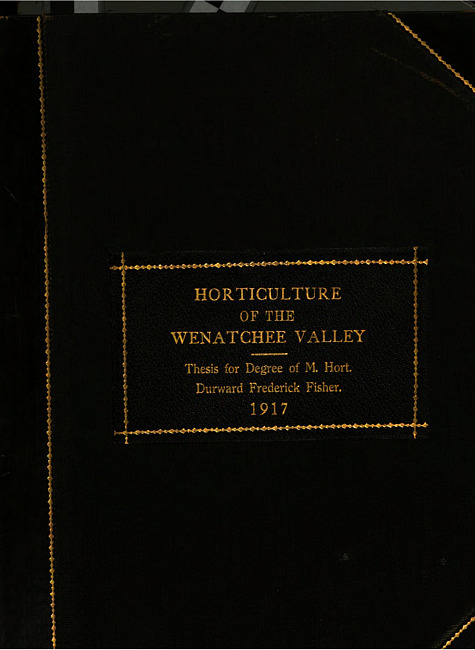 HORTICULTURE
OF THE
WENATCHEE VALLEY
Thesis for Degree of M. Hort.
Durward Frederick Fisher.
1917